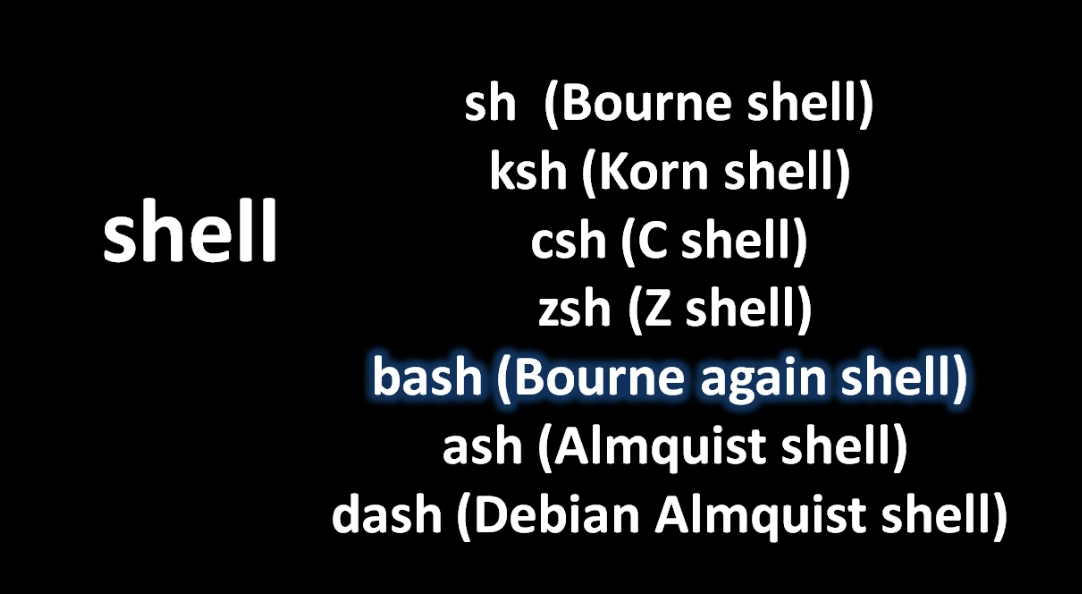 shell
sh (Bourne shell)
ksh (Korn shell)
csh (C shell)
zsh (Z shell)
bash (Bourne again shell)
ash (Almquist shell)
dash (Debian Almquist shell)